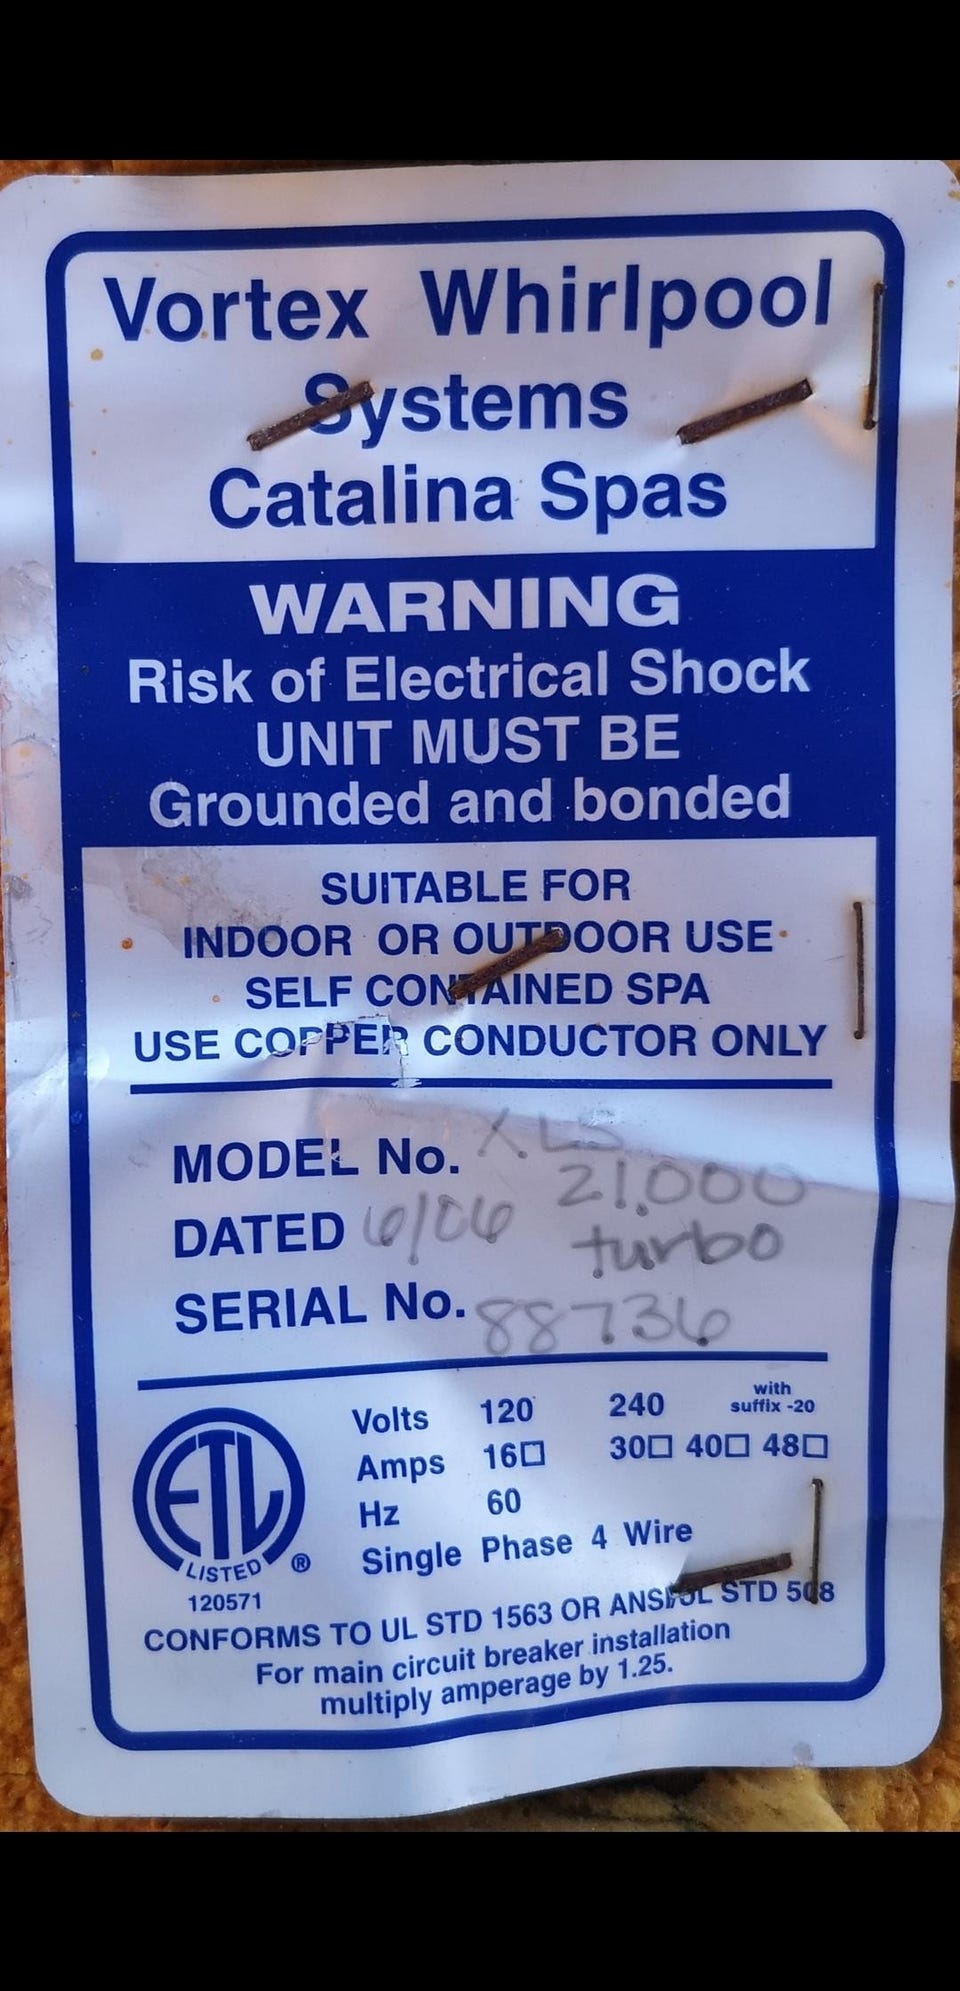 Vortex Whirlpool
Systems
Catalina Spas
WARNING
Risk of Electrical Shock
UNIT MUST BE
Grounded and bonded
SUITABLE FOR
INDOOR OR OUTDOOR USE
SELF CONTAINED SPA
USE COPPER CONDUCTOR ONLY
MODEL No. XLS
21,000
turbo
DATED 6/06
SERIAL No. 88736
ETL
LISTED ®
120571
Volts 120 240 with suffix -20
Amps 16☐ 30☐ 40☐ 48☐
Hz 60
Single Phase 4 Wire
CONFORMS TO UL STD 1563 OR ANSI/UL STD 508
For main circuit breaker installation
multiply amperage by 1.25.